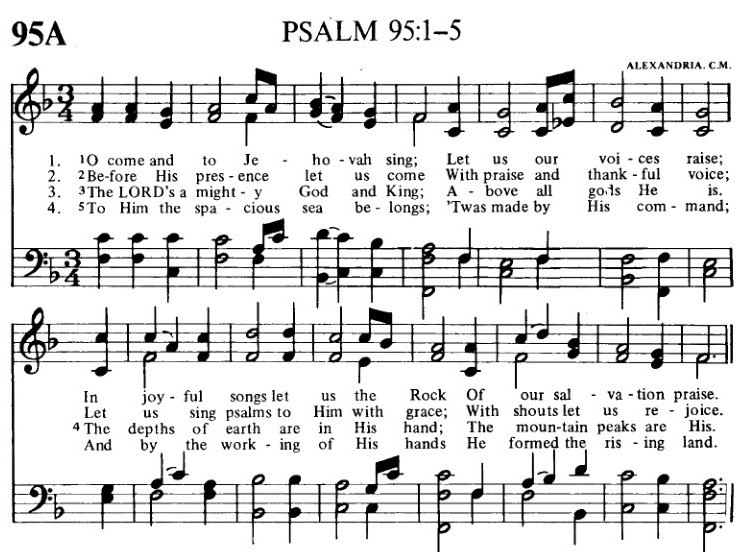 95A PSALM 95:1–5
ALEXANDRIA. C.M.
3
4
1. ¹O come and to Je - ho - vah sing; Let us our voi - ces raise;
2. ²Be-fore His pres - ence let us come With praise and thank - ful voice;
3. ³The LORD's a might - y God and King; A - bove all gods He is.
4. ⁵To Him the spa - cious sea be - longs; 'Twas made by His com - mand;
3
4
In joy - ful songs let us the Rock Of our sal - va - tion praise.
Let us sing psalms to Him with grace; With shouts let us re - joice.
⁴The depths of earth are in His hand; The moun-tain peaks are His.
And by the work - ing of His hands He formed the ris - ing land.